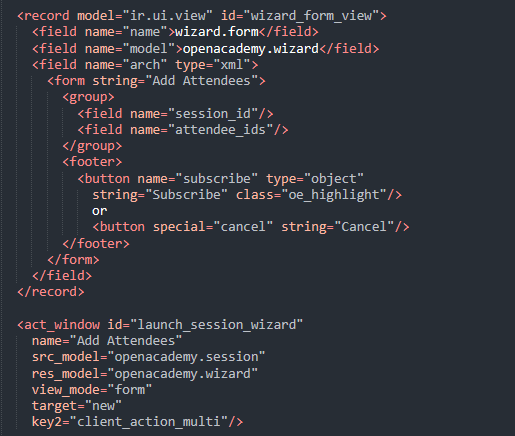 <record model="ir.ui.view" id="wizard_form_view">
  <field name="name">wizard.form</field>
  <field name="model">openacademy.wizard</field>
  <field name="arch" type="xml">
    <form string="Add Attendees">
      <group>
        <field name="session_id"/>
        <field name="attendee_ids"/>
      </group>
      <footer>
        <button name="subscribe" type="object"
          string="Subscribe" class="oe_highlight"/>
          or
          <button special="cancel" string="Cancel"/>
      </footer>
    </form>
  </field>
</record>

<act_window id="launch_session_wizard"
  name="Add Attendees"
  src_model="openacademy.session"
  res_model="openacademy.wizard"
  view_mode="form"
  target="new"
  key2="client_action_multi"/>